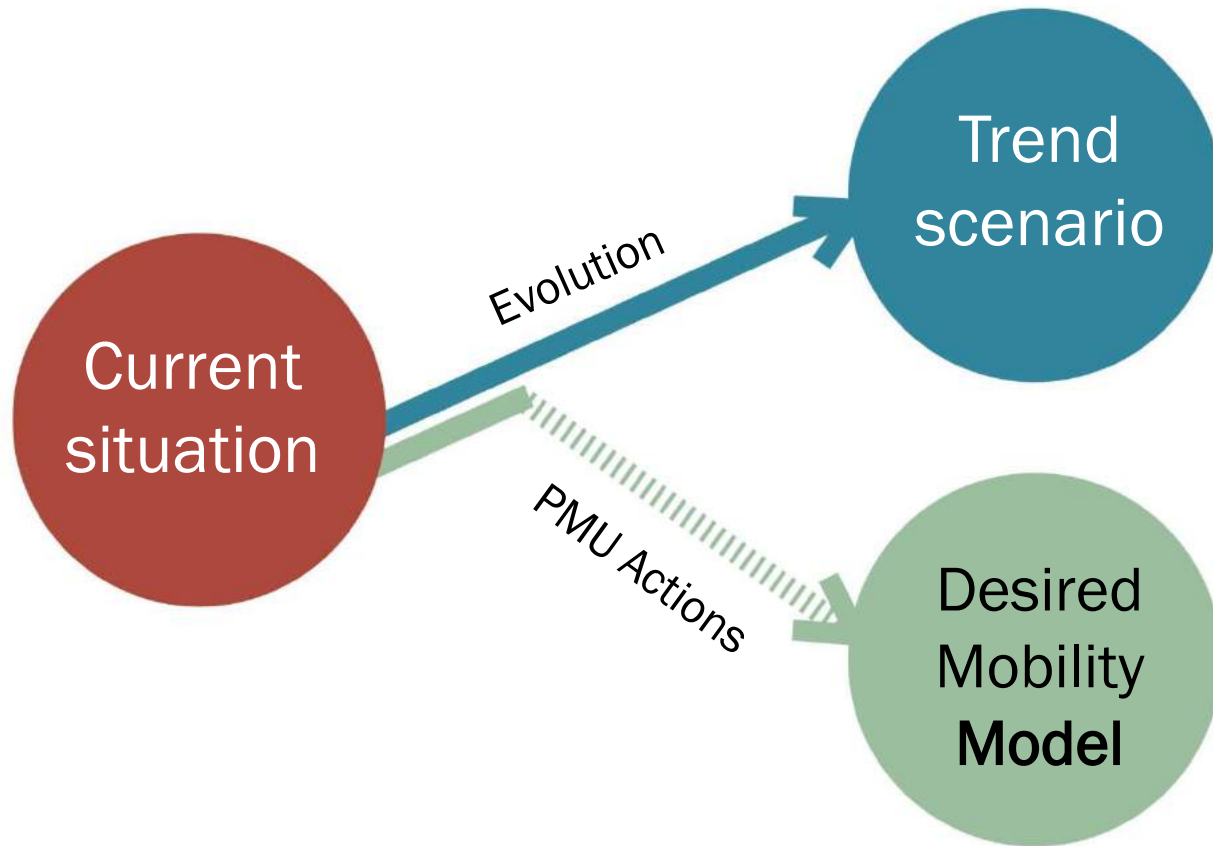 Trend
scenario
Evolution
Current
situation
PMU Actions
Desired
Mobility
Model